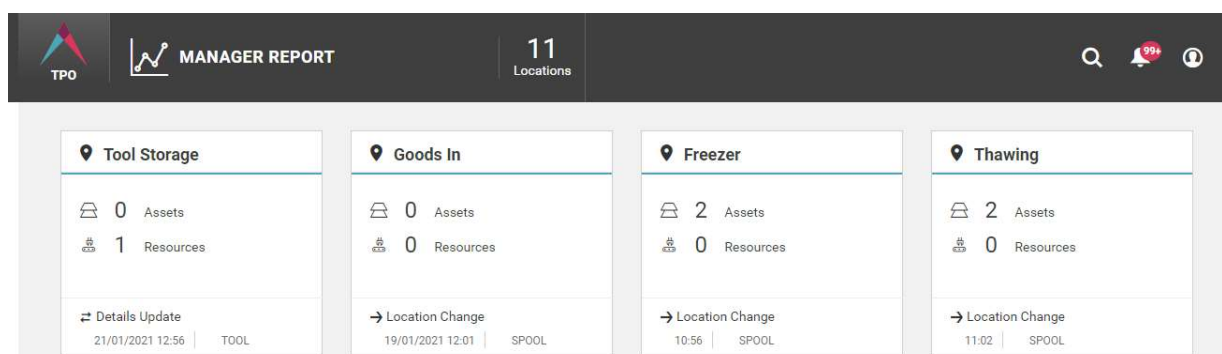 TPO
MANAGER REPORT
11
Locations
99+
Tool Storage
0 Assets
1 Resources
Details Update
21/01/2021 12:56 TOOL
Goods In
0 Assets
0 Resources
Location Change
19/01/2021 12:01 SPOOL
Freezer
2 Assets
0 Resources
Location Change
10:56 SPOOL
Thawing
2 Assets
0 Resources
Location Change
11:02 SPOOL